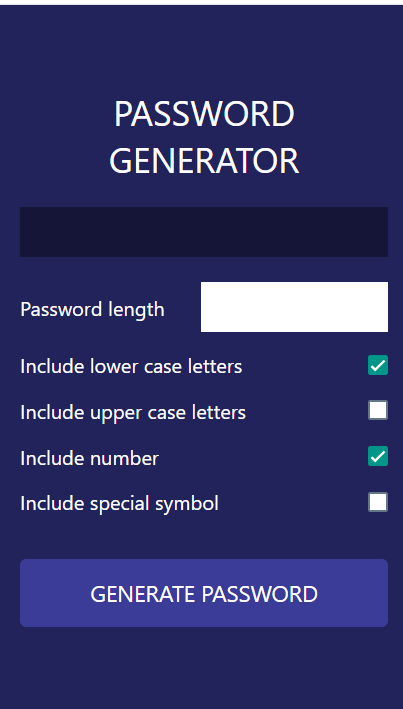 PASSWORD
GENERATOR
Password length
Include lower case letters
Include upper case letters
Include number
Include special symbol
GENERATE PASSWORD